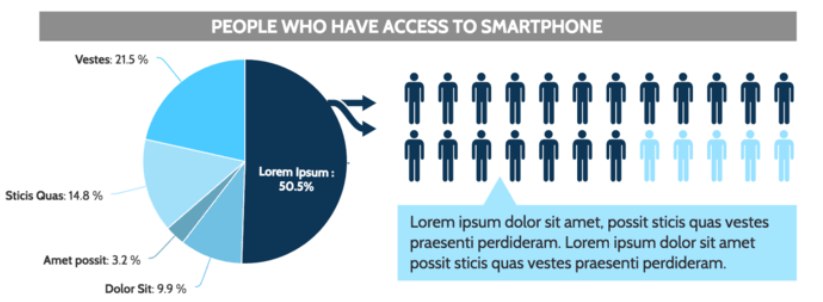 PEOPLE WHO HAVE ACCESS TO SMARTPHONE
Vestes: 21.5 %
Lorem Ipsum :
50.5%
Sticis Quas: 14.8 %
Amet possit: 3.2 %
Dolor Sit: 9.9 %
Lorem ipsum dolor sit amet, possit sticis quas vestes
praesenti perdideram. Lorem ipsum dolor sit amet
possit sticis quas vestes praesenti perdideram.